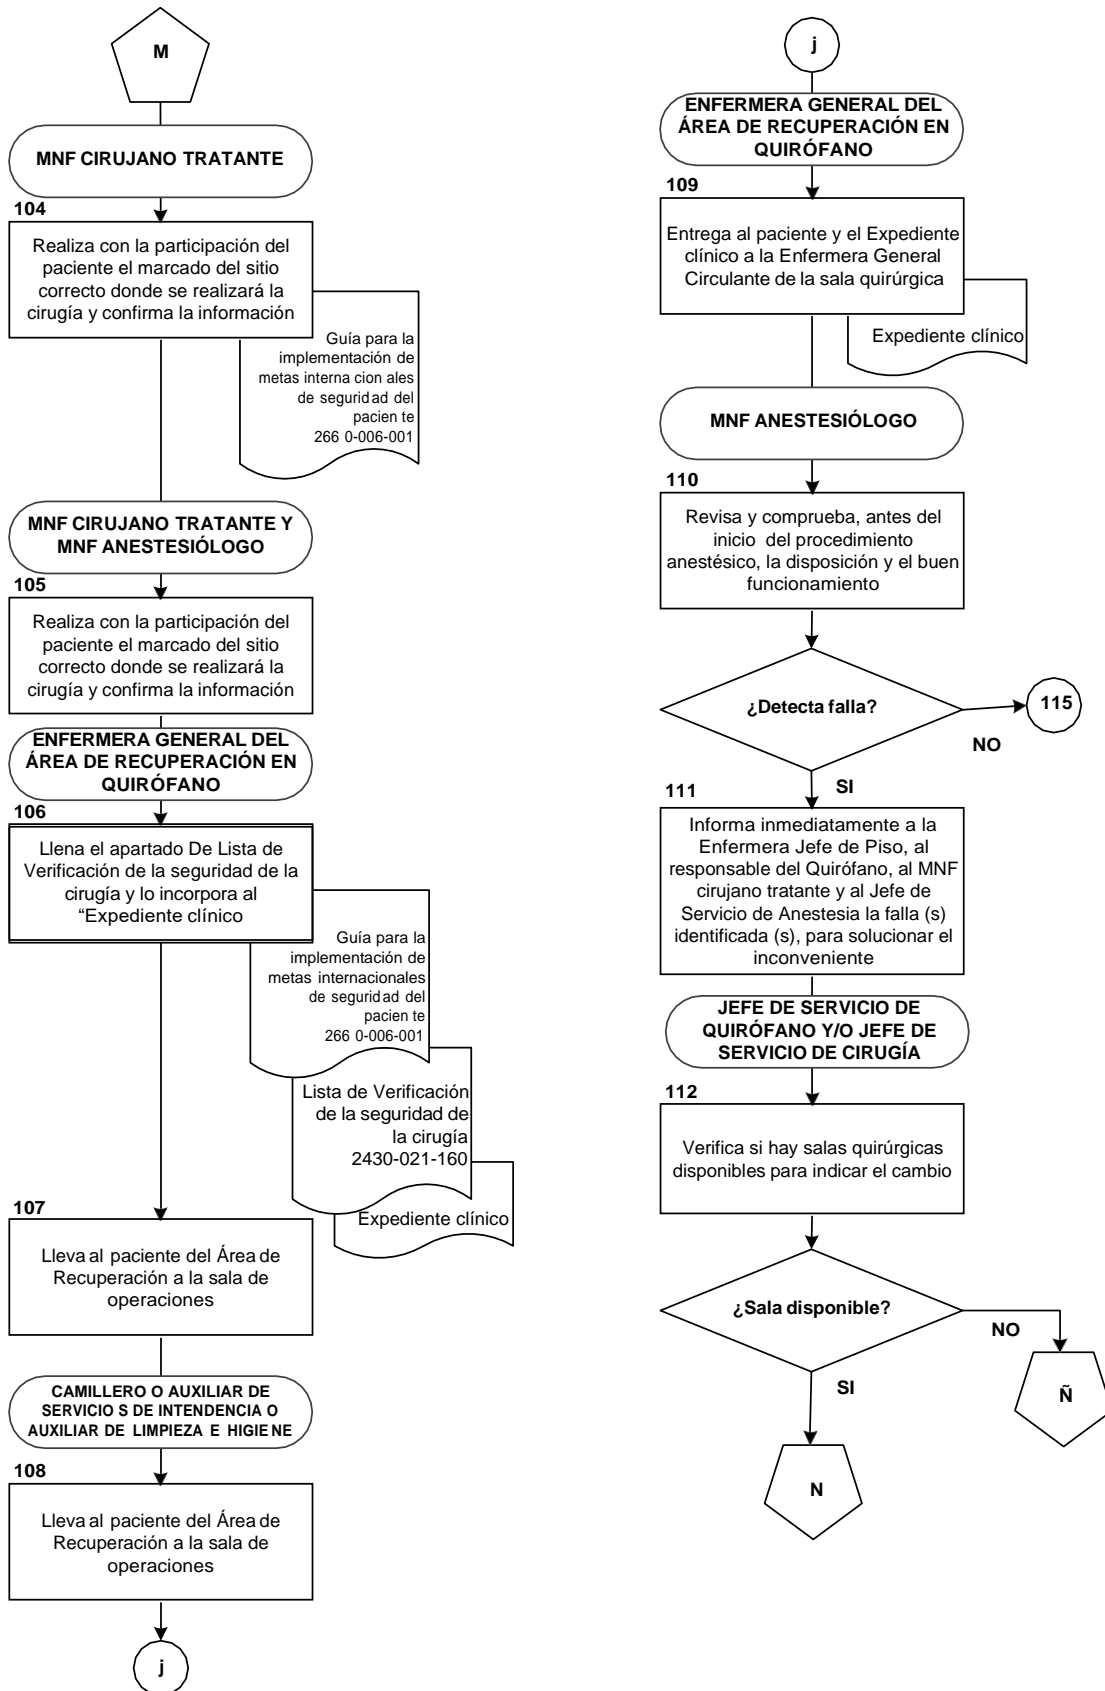 M
MNF CIRUJANO TRATANTE
104
Realiza con la participación del
paciente el marcado del sitio
correcto donde se realizará la
cirugía y confirma la información
Guía para la
implementación de
metas interna cion ales
de seguridad del
pacien te
266 0-006-001
MNF CIRUJANO TRATANTE Y
MNF ANESTESIÓLOGO
105
Realiza con la participación del
paciente el marcado del sitio
correcto donde se realizará la
cirugía y confirma la información
ENFERMERA GENERAL DEL
ÁREA DE RECUPERACIÓN EN
QUIRÓFANO
106
Llena el apartado De Lista de
Verificación de la seguridad de la
cirugía y lo incorpora al
“Expediente clínico
Guía para la
implementación de
metas internacionales
de seguridad del
pacien te
266 0-006-001
Lista de Verificación
de la seguridad de
la cirugía
2430-021-160
Expediente clínico
107
Lleva al paciente del Área de
Recuperación a la sala de
operaciones
CAMILLERO O AUXILIAR DE
SERVICIO S DE INTENDENCIA O
AUXILIAR DE LIMPIEZA E HIGIE NE
108
Lleva al paciente del Área de
Recuperación a la sala de
operaciones
j
j
ENFERMERA GENERAL DEL
ÁREA DE RECUPERACIÓN EN
QUIRÓFANO
109
Entrega al paciente y el Expediente
clínico a la Enfermera General
Circulante de la sala quirúrgica
Expediente clínico
MNF ANESTESIÓLOGO
110
Revisa y comprueba, antes del
inicio del procedimiento
anestésico, la disposición y el buen
funcionamiento
¿Detecta falla?
115
NO
SI
111
Informa inmediatamente a la
Enfermera Jefe de Piso, al
responsable del Quirófano, al MNF
cirujano tratante y al Jefe de
Servicio de Anestesia la falla (s)
identificada (s), para solucionar el
inconveniente
JEFE DE SERVICIO DE
QUIRÓFANO Y/O JEFE DE
SERVICIO DE CIRUGÍA
112
Verifica si hay salas quirúrgicas
disponibles para indicar el cambio
¿Sala disponible?
NO
SI
Ñ
N